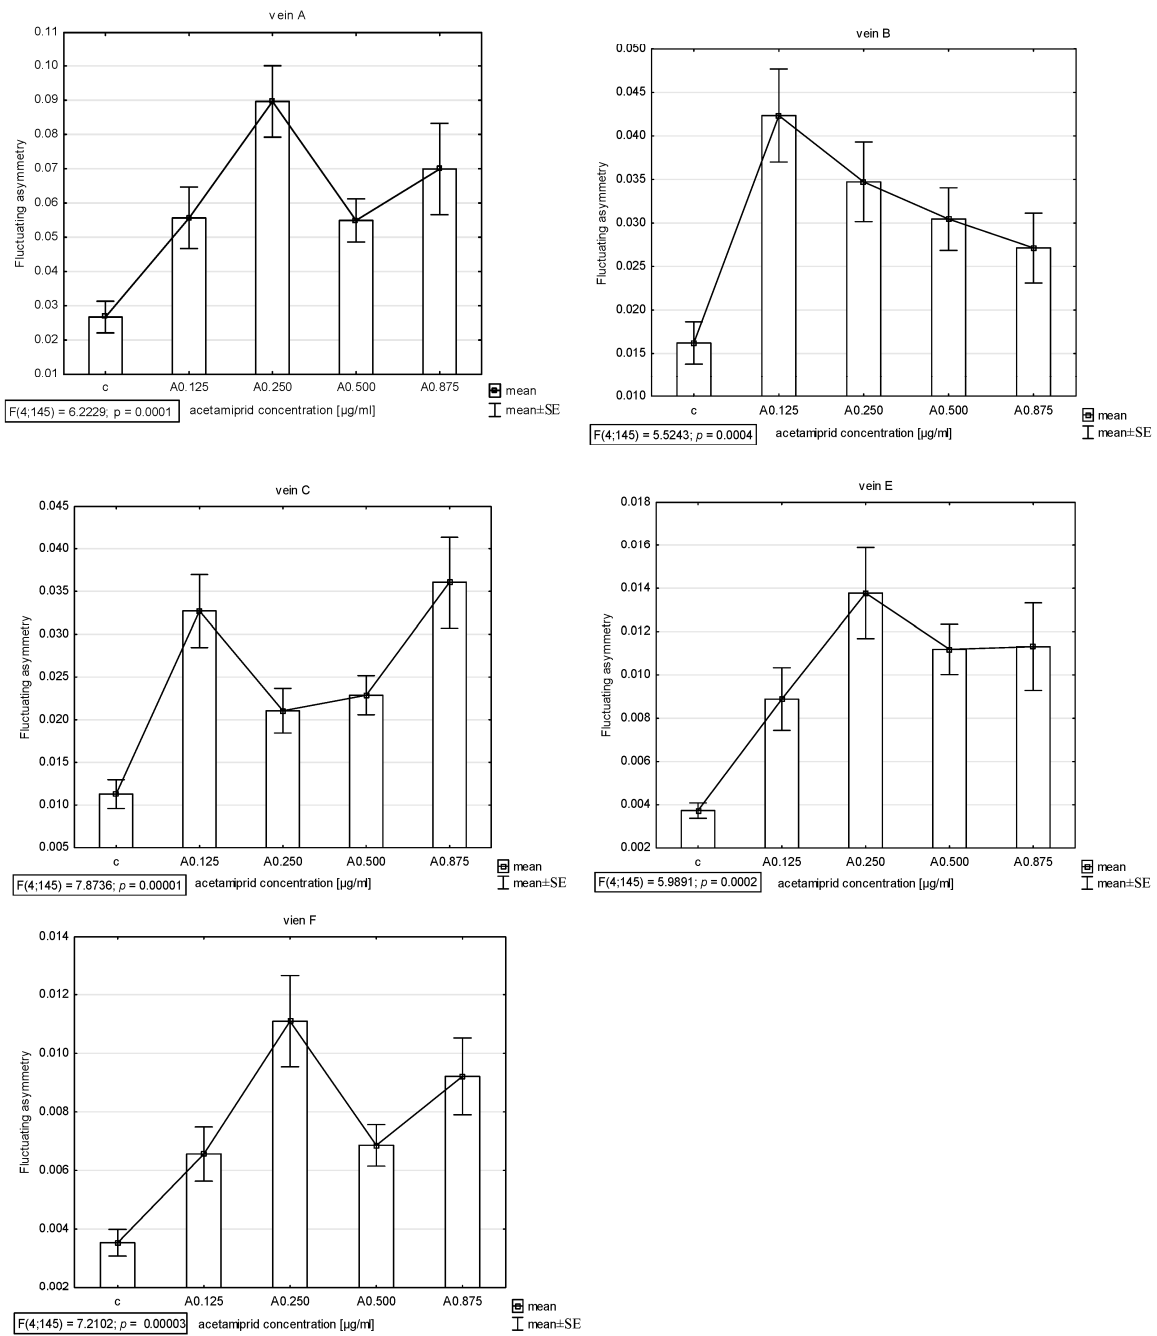 vein A
0.11
0.10
0.09
0.08
0.07
0.06
0.05
0.04
0.03
0.02
0.01
Fluctuating asymmetry
c A0.125 A0.250 A0.500 A0.875
F(4;145) = 6.2229; p = 0.0001
acetamiprid concentration [µg/ml]
mean
mean±SE
vein B
0.050
0.045
0.040
0.035
0.030
0.025
0.020
0.015
0.010
Fluctuating asymmetry
c A0.125 A0.250 A0.500 A0.875
F(4;145) = 5.5243; p = 0.0004
acetamiprid concentration [µg/ml]
mean
mean±SE
vein C
0.045
0.040
0.035
0.030
0.025
0.020
0.015
0.010
0.005
Fluctuating asymmetry
c A0.125 A0.250 A0.500 A0.875
F(4;145) = 7.8736; p = 0.00001
acetamiprid concentration [µg/ml]
mean
mean±SE
vein E
0.018
0.016
0.014
0.012
0.010
0.008
0.006
0.004
0.002
Fluctuating asymmetry
c A0.125 A0.250 A0.500 A0.875
F(4;145) = 5.9891; p = 0.0002
acetamiprid concentration [µg/ml]
mean
mean±SE
vien F
0.014
0.012
0.010
0.008
0.006
0.004
0.002
Fluctuating asymmetry
c A0.125 A0.250 A0.500 A0.875
F(4;145) = 7.2102; p = 0.00003
acetamiprid concentration [µg/ml]
mean
mean±SE